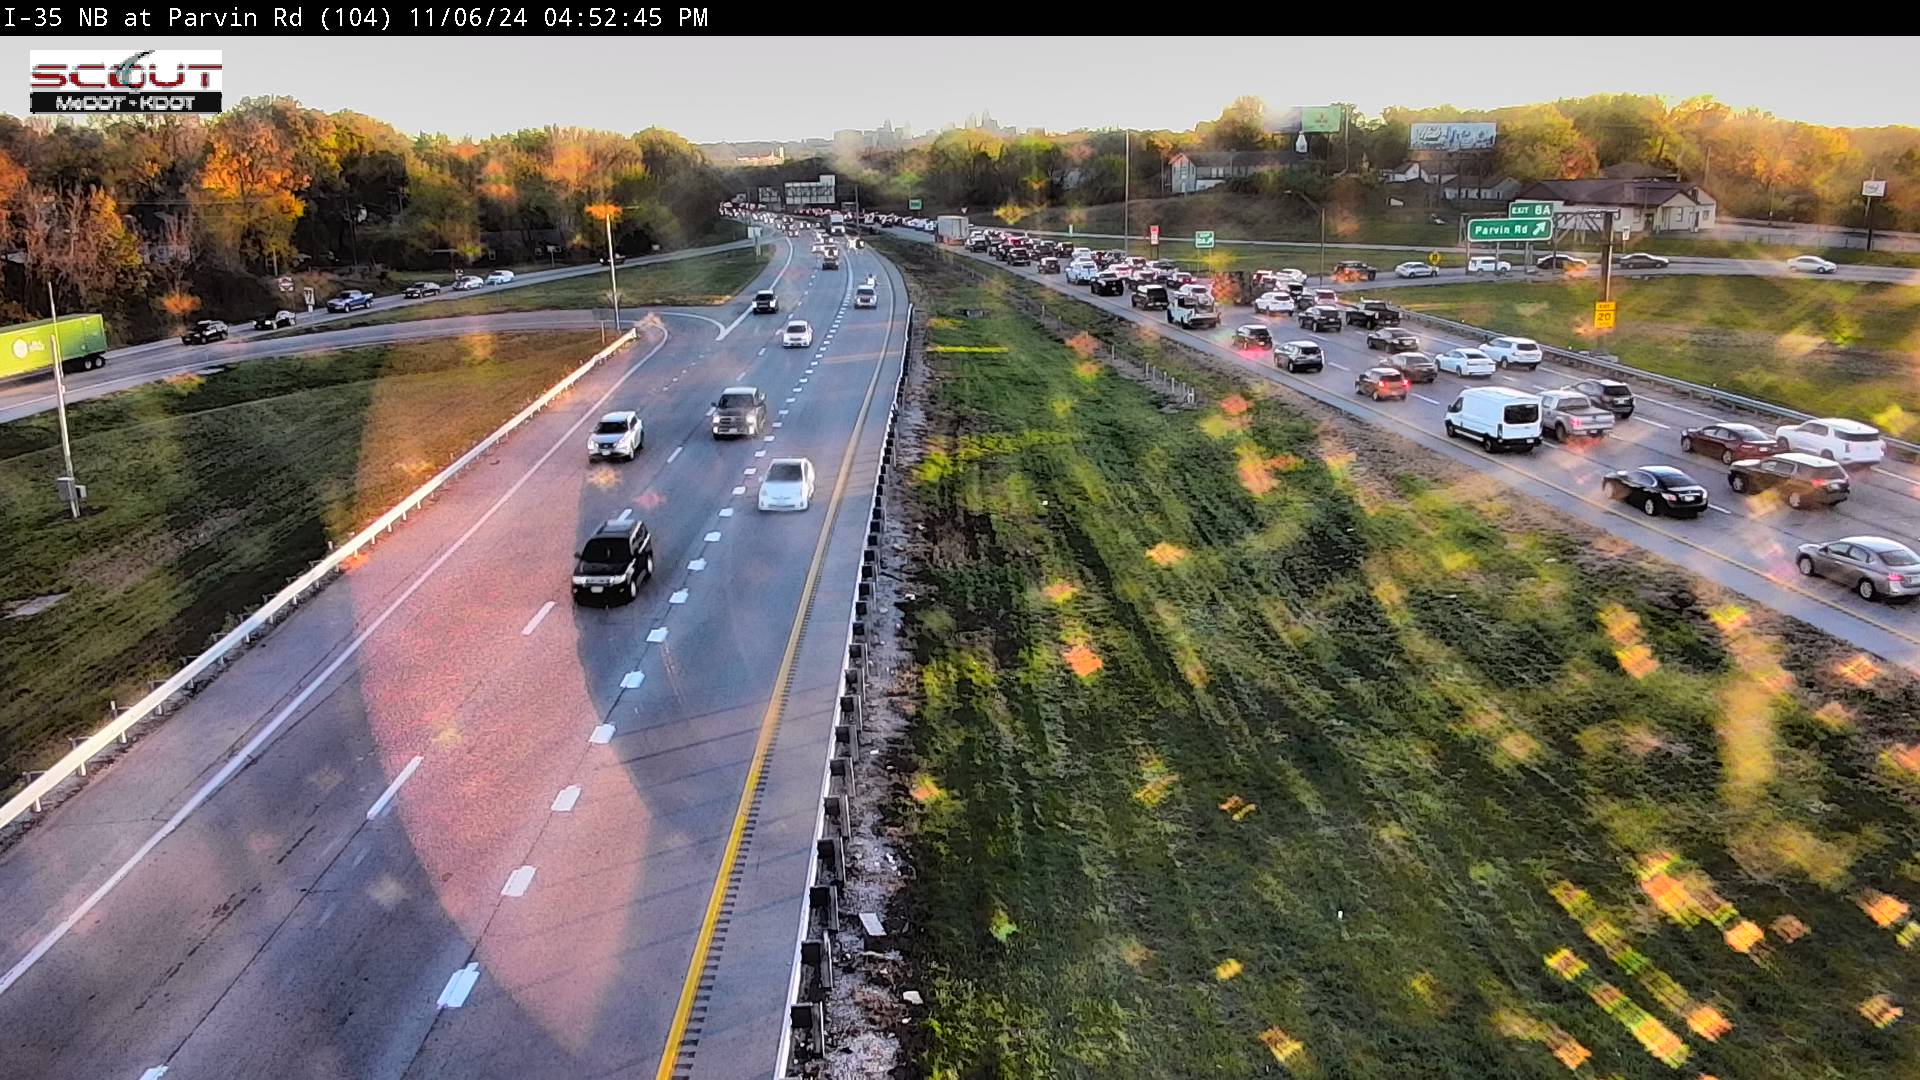 I-35 NB at Parvin Rd (104) 11/06/24 04:52:45 PM
SCOUT
MoDOT - KDOT
EXIT 6A
Parvin Rd
20